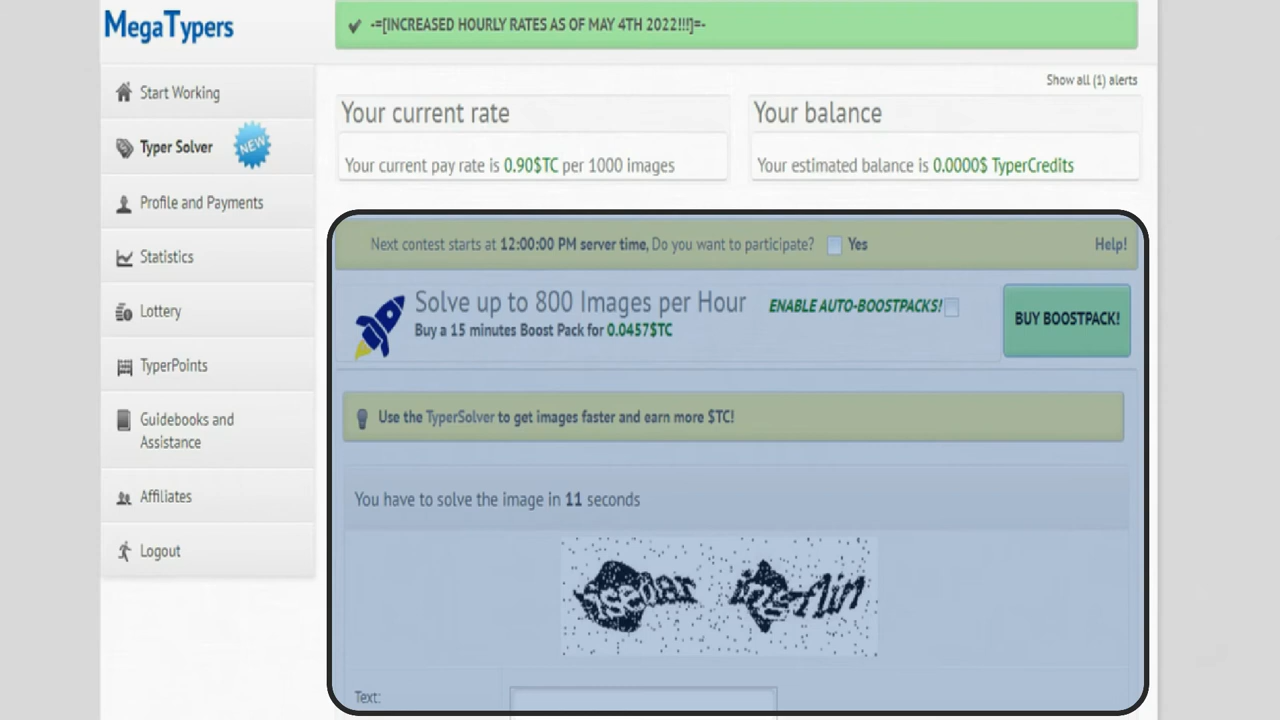 MegaTypers
-=[INCREASED HOURLY RATES AS OF MAY 4TH 2022!!!]=-
Show all (1) alerts
Start Working
Typer Solver NEW
Profile and Payments
Statistics
Lottery
TyperPoints
Guidebooks and
Assistance
Affiliates
Logout
Your current rate
Your current pay rate is 0.90$TC per 1000 images
Your balance
Your estimated balance is 0.0000$ TyperCredits
Next contest starts at 12:00:00 PM server time, Do you want to participate? Yes Help!
Solve up to 800 Images per Hour ENABLE AUTO-BOOSTPACKS!
Buy a 15 minutes Boost Pack for 0.0457$TC
BUY BOOSTPACK!
Use the TyperSolver to get images faster and earn more $TC!
You have to solve the image in 11 seconds
Text: